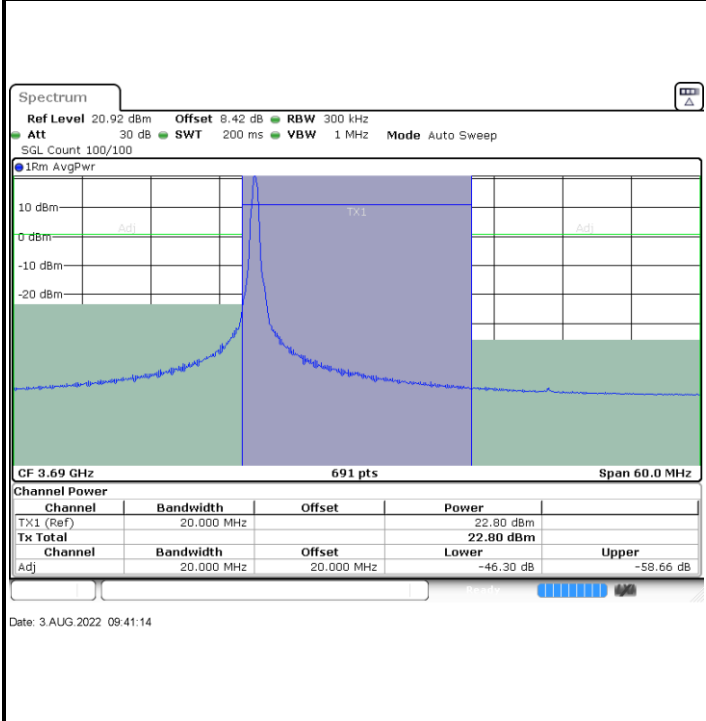 Spectrum
Ref Level 20.92 dBm Offset 8.42 dB RBW 300 kHz
Att 30 dB SWT 200 ms VBW 1 MHz Mode Auto Sweep
SGL Count 100/100
1Rm AvgPwr
10 dBm
TX1
Adj Adj
0 dBm
-10 dBm
-20 dBm
CF 3.69 GHz 691 pts Span 60.0 MHz
Channel Power
Channel Bandwidth Offset Power
TX1 (Ref) 20.000 MHz 22.80 dBm
Tx Total 22.80 dBm
Channel Bandwidth Offset Lower Upper
Adj 20.000 MHz 20.000 MHz -46.30 dB -58.66 dB
Ready
Date: 3.AUG.2022 09:41:14